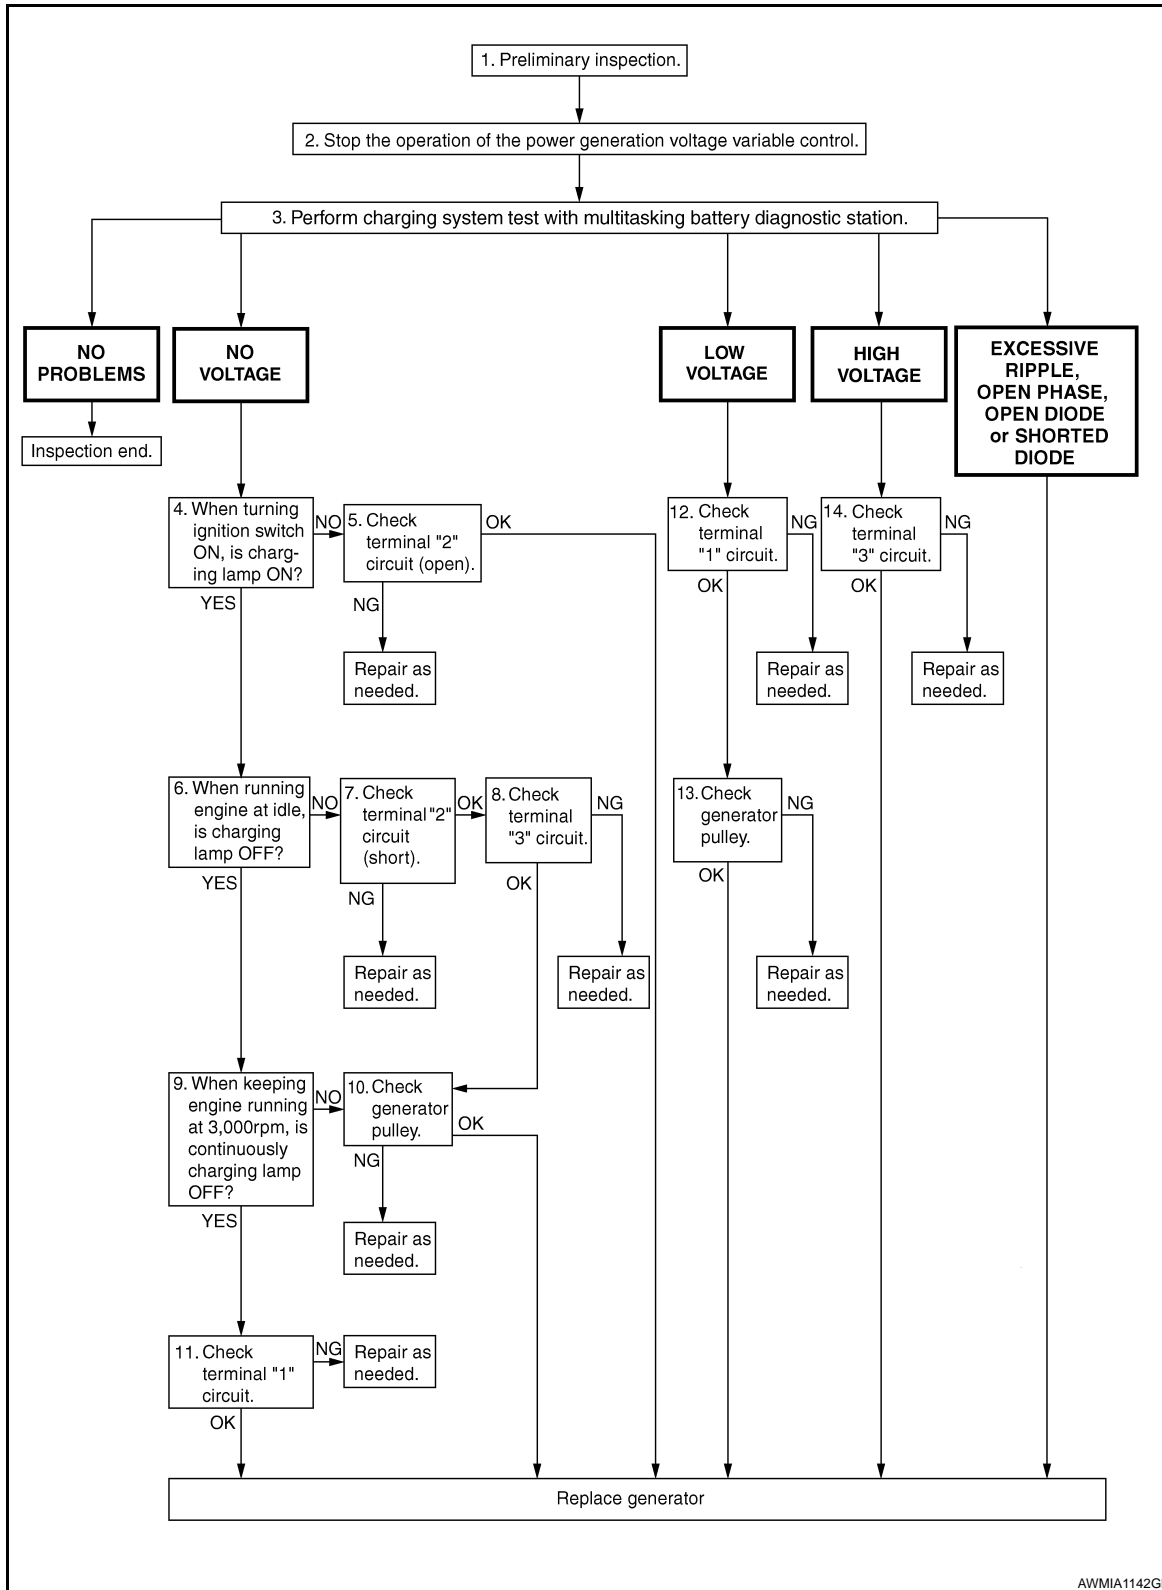 1. Preliminary inspection.
2. Stop the operation of the power generation voltage variable control.
3. Perform charging system test with multitasking battery diagnostic station.
NO
PROBLEMS
NO
VOLTAGE
LOW
VOLTAGE
HIGH
VOLTAGE
EXCESSIVE
RIPPLE,
OPEN PHASE,
OPEN DIODE
or SHORTED
DIODE
Inspection end.
4. When turning
ignition switch
ON, is charg-
ing lamp ON?
NO
YES
5. Check
terminal "2"
circuit (open).
OK
NG
Repair as
needed.
12. Check
terminal
"1" circuit.
NG
OK
Repair as
needed.
14. Check
terminal
"3" circuit.
NG
OK
Repair as
needed.
6. When running
engine at idle,
is charging
lamp OFF?
NO
YES
7. Check
terminal "2"
circuit
(short).
OK
NG
Repair as
needed.
8. Check
terminal
"3" circuit.
NG
OK
Repair as
needed.
13. Check
generator
pulley.
NG
OK
Repair as
needed.
9. When keeping
engine running
at 3,000rpm, is
continuously
charging lamp
OFF?
NO
YES
10. Check
generator
pulley.
OK
NG
Repair as
needed.
11. Check
terminal "1"
circuit.
NG
OK
Repair as
needed.
Replace generator